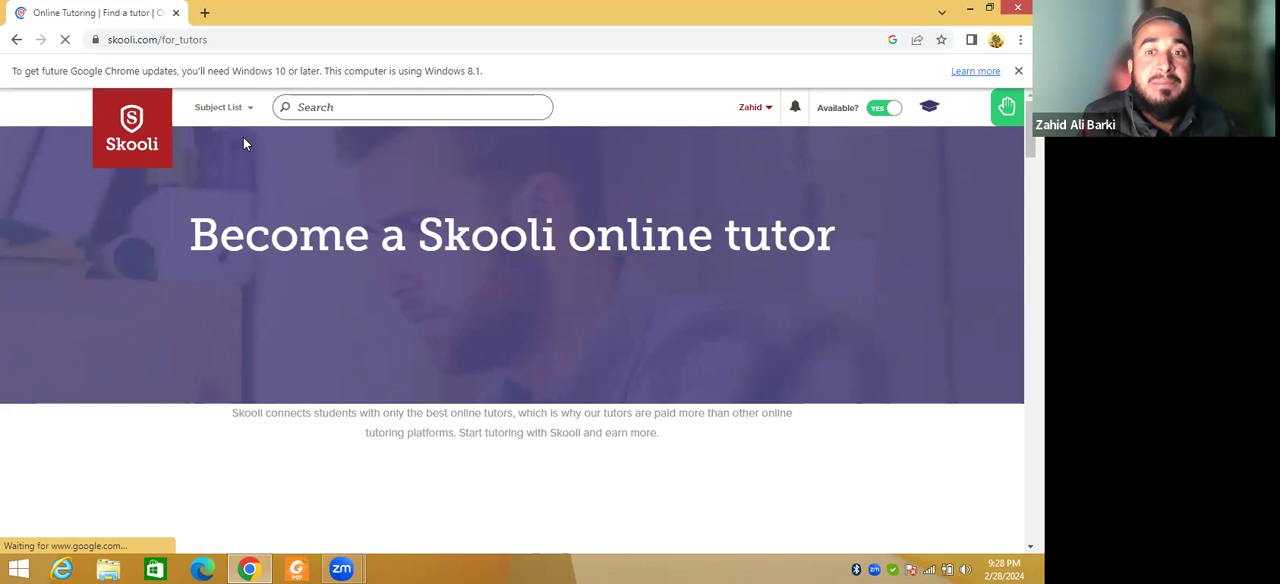 Online Tutoring | Find a tutor | O
skooli.com/for_tutors
To get future Google Chrome updates, you'll need Windows 10 or later. This computer is using Windows 8.1.
Learn more
Skooli
Subject List
Search
Zahid
Available?
YES
Zahid Ali Barki
Become a Skooli online tutor
Skooli connects students with only the best online tutors, which is why our tutors are paid more than other online
tutoring platforms. Start tutoring with Skooli and earn more.
Waiting for www.google.com...
PDF
zm
zm
9:28 PM
2/28/2024